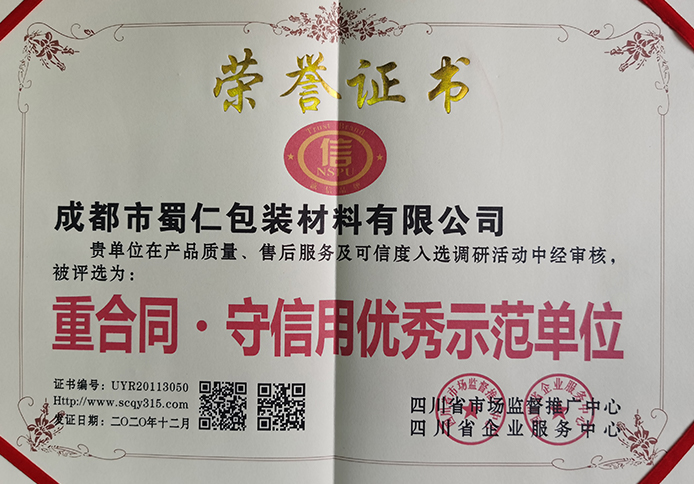 荣誉证书
Trust Brand
信
NSPU
成都市蜀仁包装材料有限公司
贵单位在产品质量、售后服务及可信度入选调研活动中经审核,
被评选为:
重合同·守信用优秀示范单位
证书编号: UYR20113050
Http://www.scqy315.com
发证日期: 二〇二〇年十二月
四川省市场监督推广中心
四川省企业服务中心